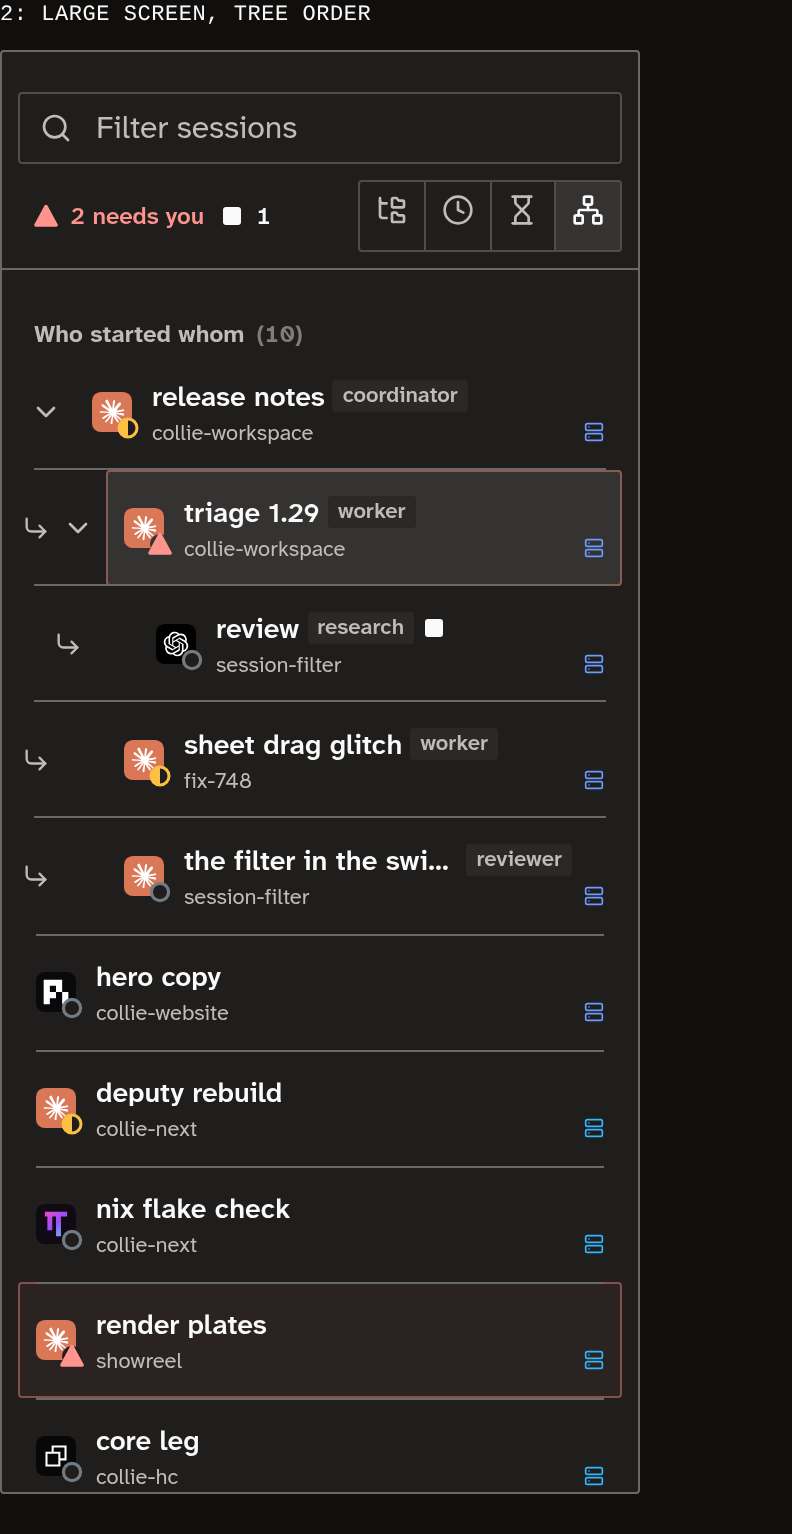 2: LARGE SCREEN, TREE ORDER
Filter sessions
2 needs you 1
Who started whom (10)
release notes coordinator
collie-workspace
triage 1.29 worker
collie-workspace
review research
session-filter
sheet drag glitch worker
fix-748
the filter in the swi... reviewer
session-filter
hero copy
collie-website
deputy rebuild
collie-next
nix flake check
collie-next
render plates
showreel
core leg
collie-hc